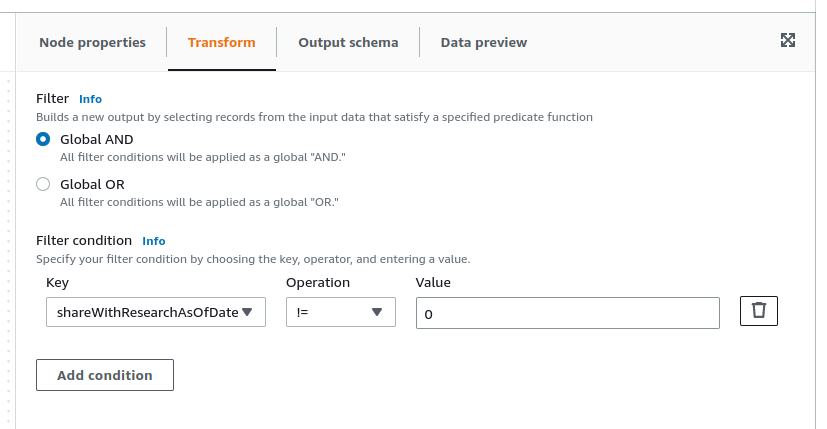 Node properties
Transform
Output schema
Data preview
Filter Info
Builds a new output by selecting records from the input data that satisfy a specified predicate function
Global AND
All filter conditions will be applied as a global "AND."
Global OR
All filter conditions will be applied as a global "OR."
Filter condition Info
Specify your filter condition by choosing the key, operator, and entering a value.
Key Operation Value
shareWithResearchAsOfDate != 0
Add condition